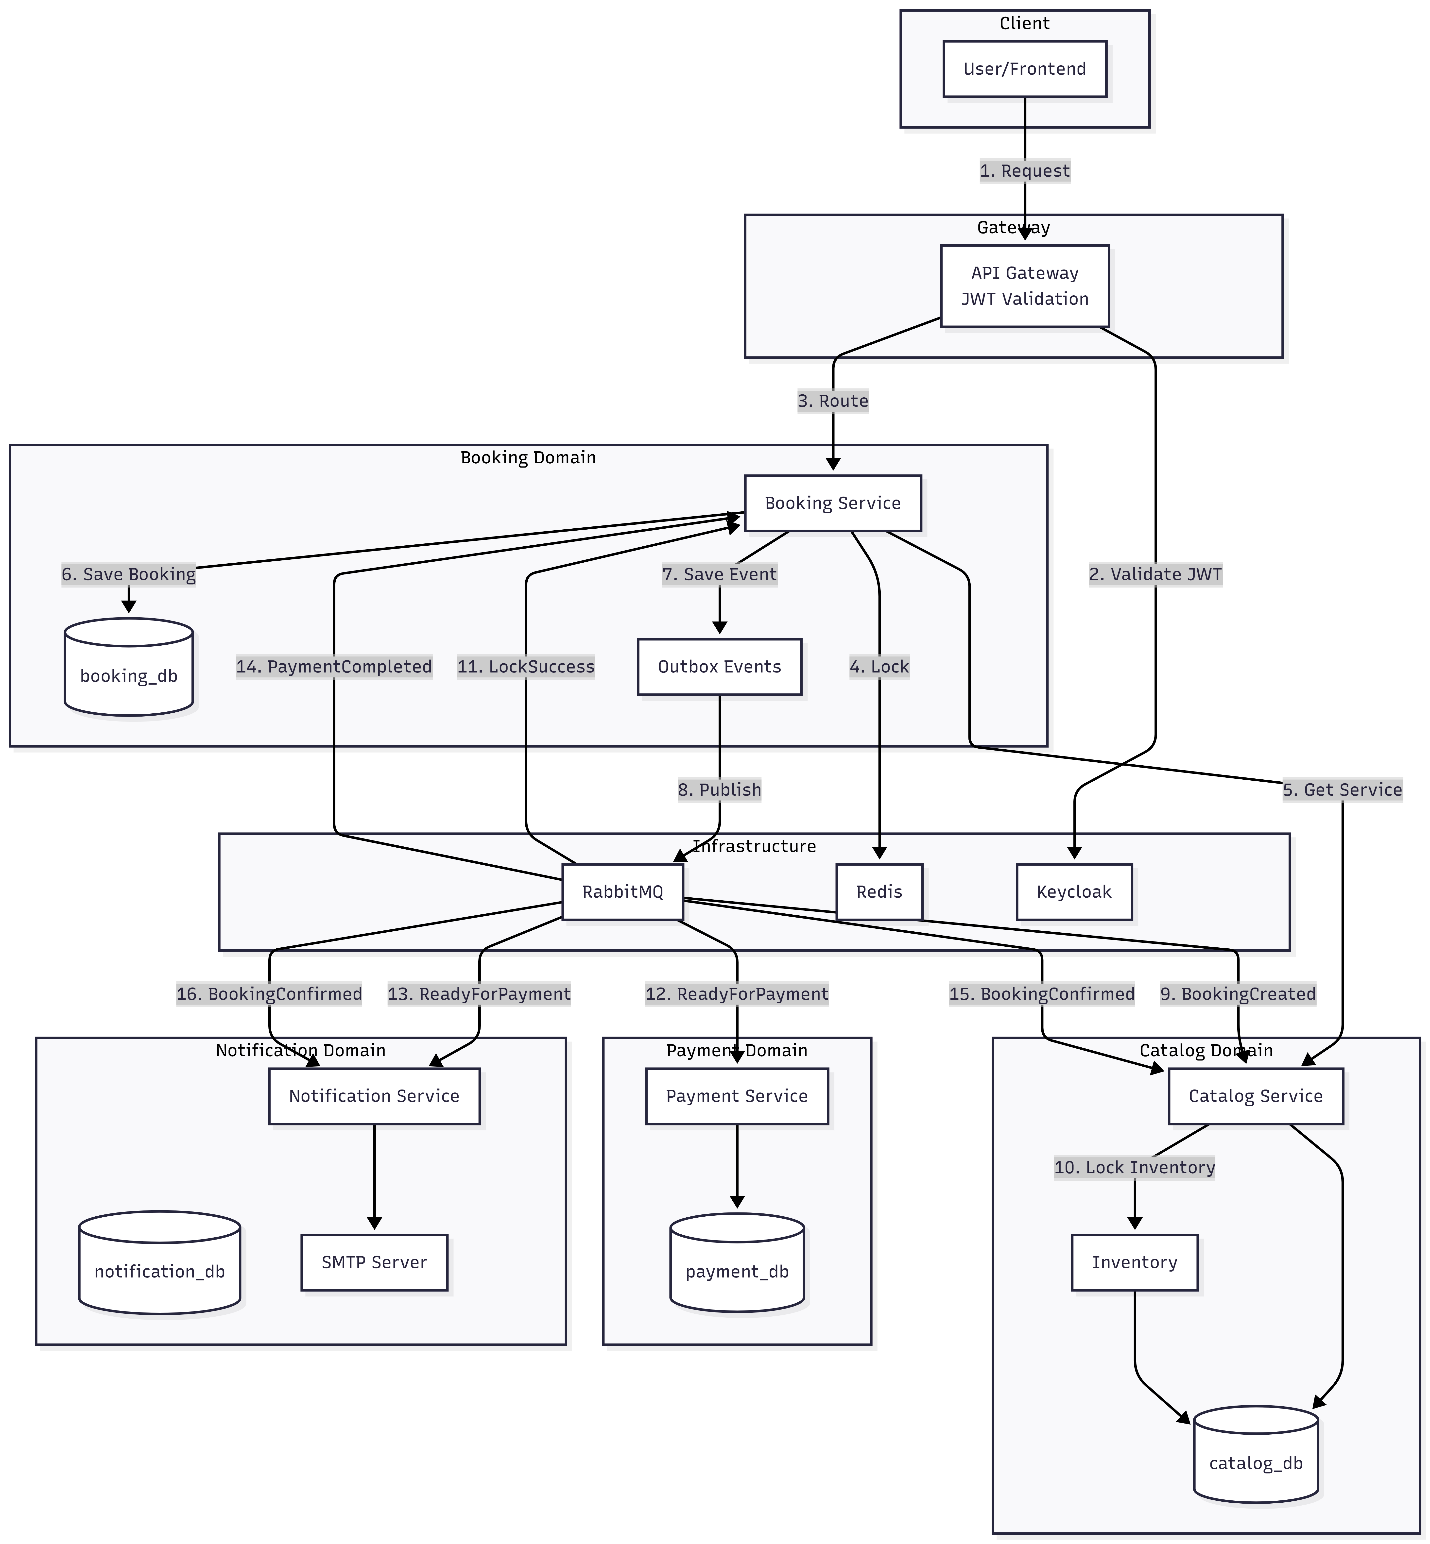 Client
User/Frontend
1. Request
Gateway
API Gateway
JWT Validation
3. Route
Booking Domain
Booking Service
6. Save Booking
7. Save Event
2. Validate JWT
booking_db
14. PaymentCompleted
11. LockSuccess
Outbox Events
4. Lock
8. Publish
5. Get Service
Infrastructure
RabbitMQ
Redis
Keycloak
16. BookingConfirmed
13. ReadyForPayment
12. ReadyForPayment
15. BookingConfirmed
9. BookingCreated
Notification Domain
Payment Domain
Catalog Domain
Notification Service
Payment Service
Catalog Service
10. Lock Inventory
notification_db
SMTP Server
payment_db
Inventory
catalog_db